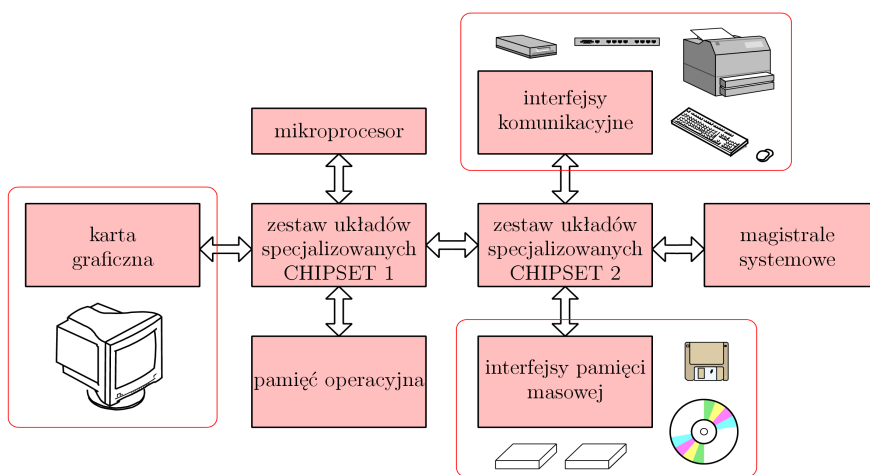 interfejsy
komunikacyjne
mikroprocesor
karta
graficzna
zestaw układów
specjalizowanych
CHIPSET 1
zestaw układów
specjalizowanych
CHIPSET 2
magistrale
systemowe
pamięć operacyjna
interfejsy pamięci
masowej